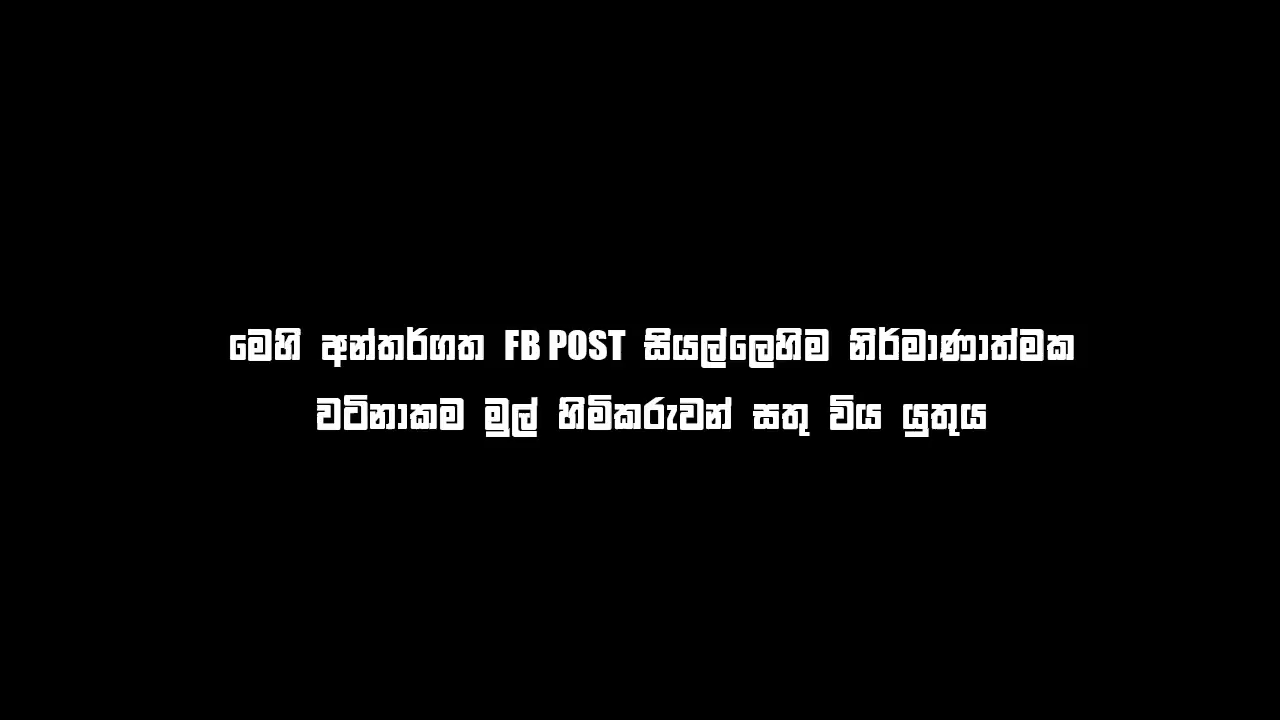 මෙහි අන්තර්ගත FB POST සියල්ලෙහිම නිර්මාණාත්මක
වටිනාකම මුල් හිමිකරුවන් සතු විය යුතුය